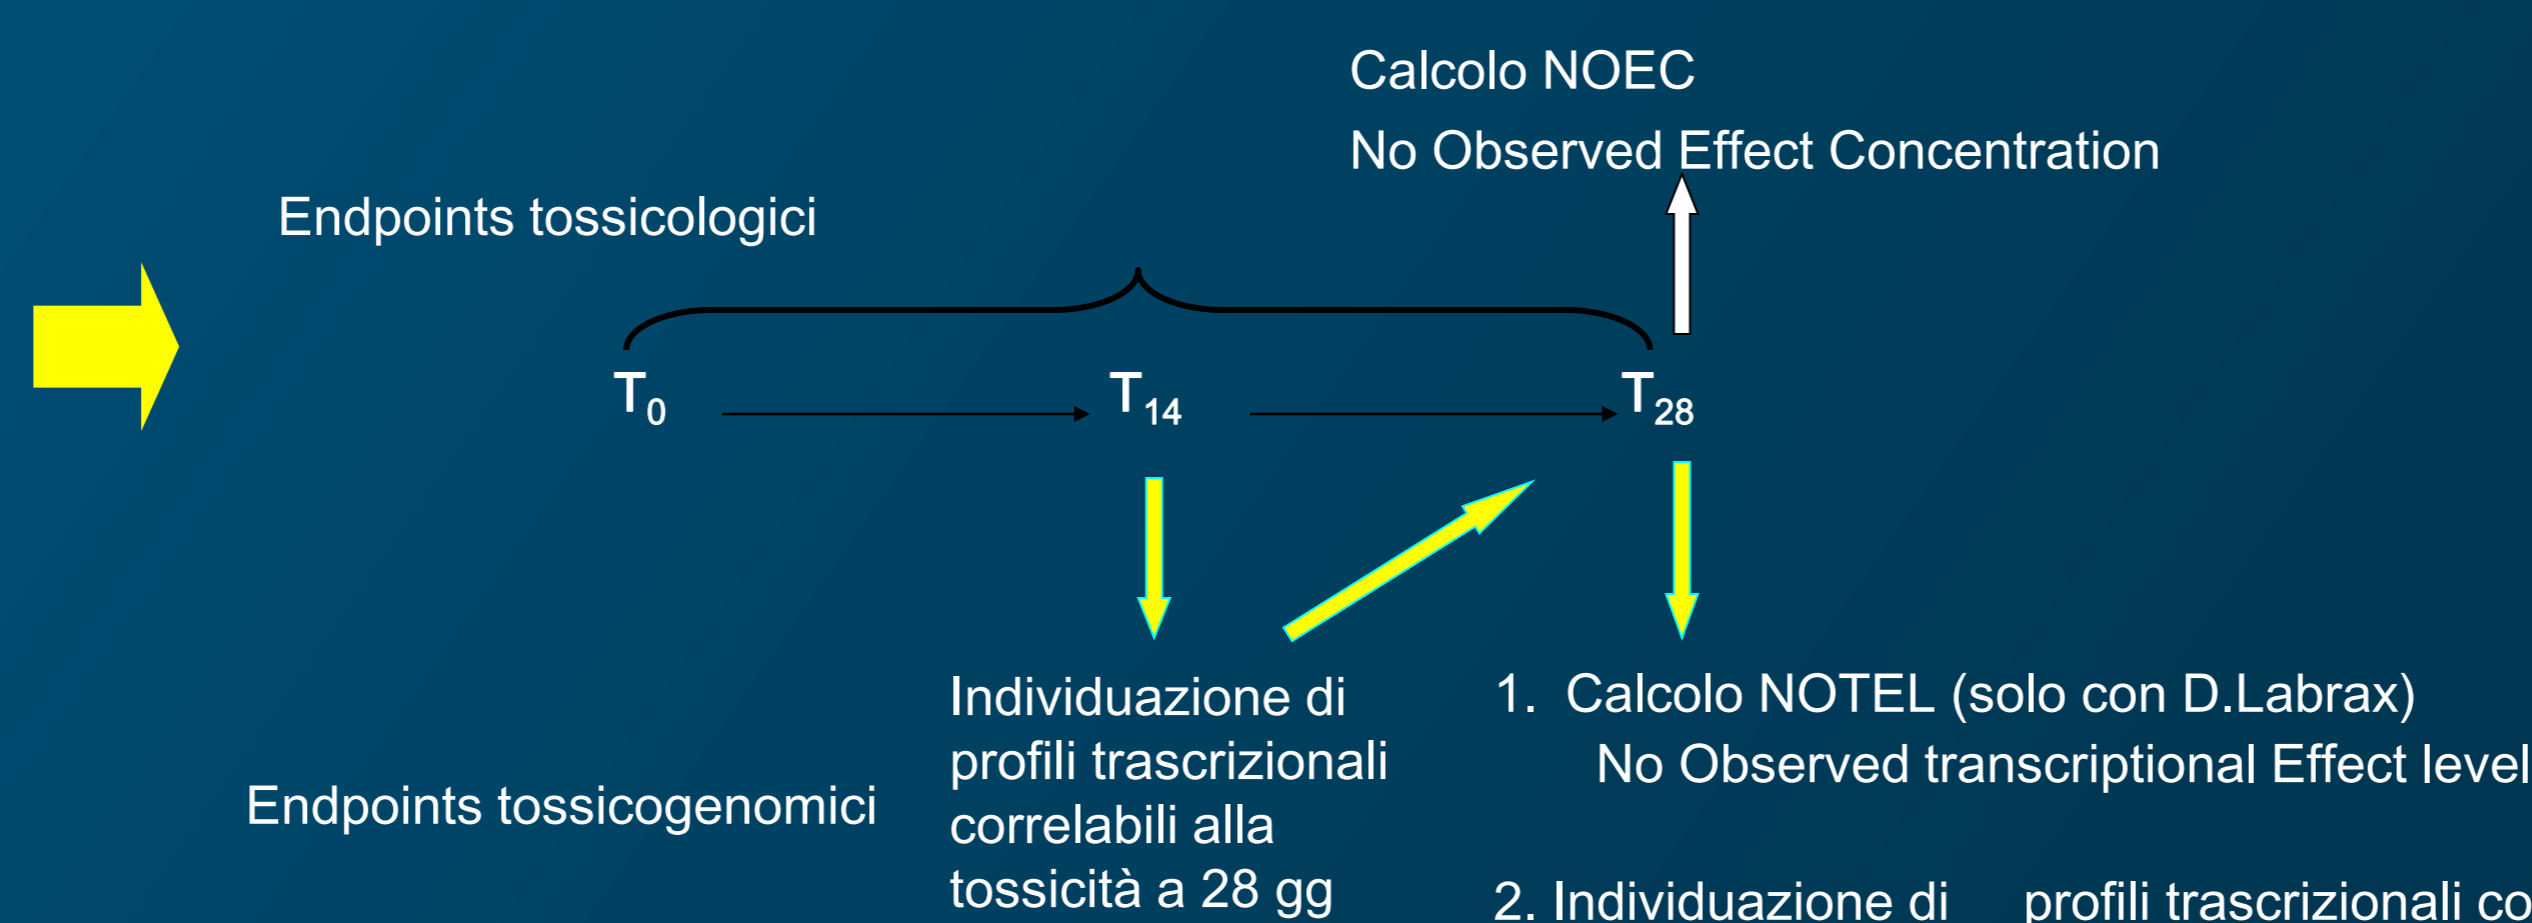 Calcolo NOEC
No Observed Effect Concentration
Endpoints tossicologici
T0
T14
T28
Individuazione di
profili trascrizionali
correlabili alla
tossicità a 28 gg
1. Calcolo NOTEL (solo con D.Labrax)
No Observed transcriptional Effect level
Endpoints tossicogenomici
2. Individuazione di profili trascrizionali co